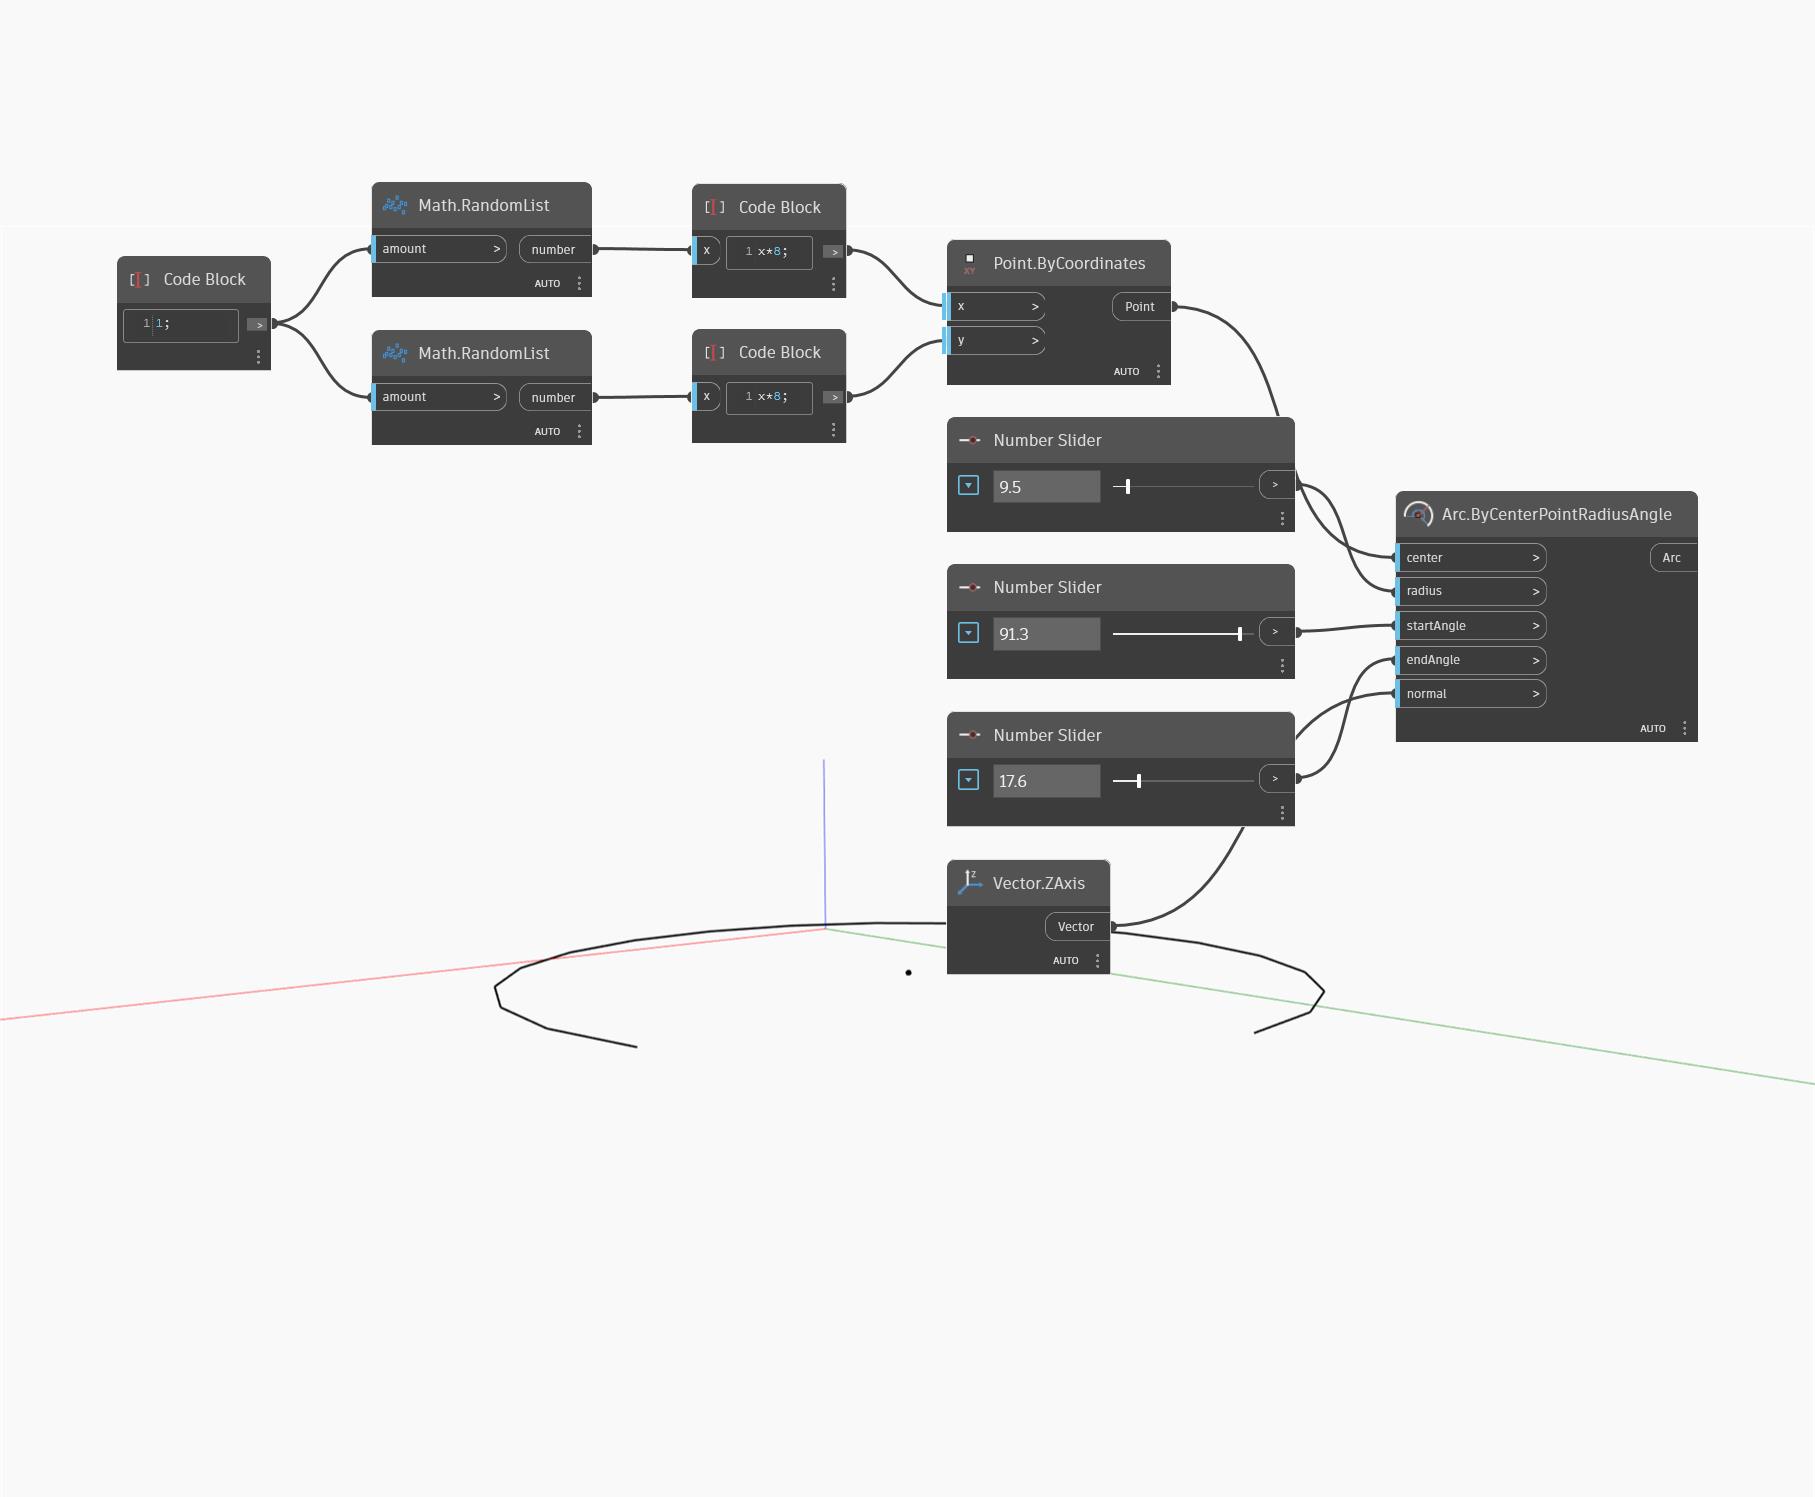 Code Block
1 1;
>
Math.RandomList
amount > number
AUTO
Math.RandomList
amount > number
AUTO
Code Block
x 1 x*8; >
Code Block
x 1 x*8; >
Point.ByCoordinates
XY
x > Point
y >
AUTO
Number Slider
9.5 >
Number Slider
91.3 >
Number Slider
17.6 >
Z
Vector.ZAxis
Vector
AUTO
Arc.ByCenterPointRadiusAngle
center > Arc
radius >
startAngle >
endAngle >
normal >
AUTO